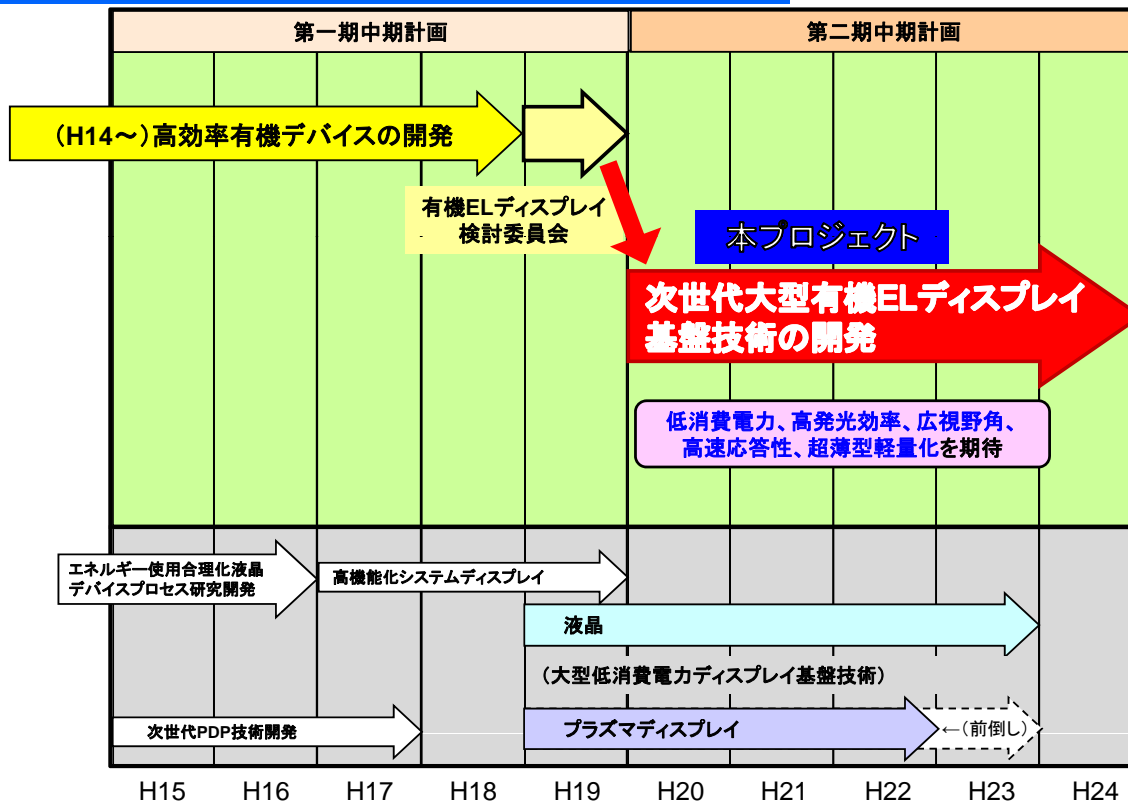 第一期中期計画
第二期中期計画
（H14～）高効率有機デバイスの開発
有機ELディスプレイ
検討委員会
本プロジェクト
次世代大型有機ELディスプレイ
基盤技術の開発
低消費電力、高発光効率、広視野角、
高速応答性、超薄型軽量化を期待
エネルギー使用合理化液晶
デバイスプロセス研究開発
高機能化システムディスプレイ
液晶
（大型低消費電力ディスプレイ基盤技術）
次世代PDP技術開発
プラズマディスプレイ
←（前倒し）
H15 H16 H17 H18 H19 H20 H21 H22 H23 H24